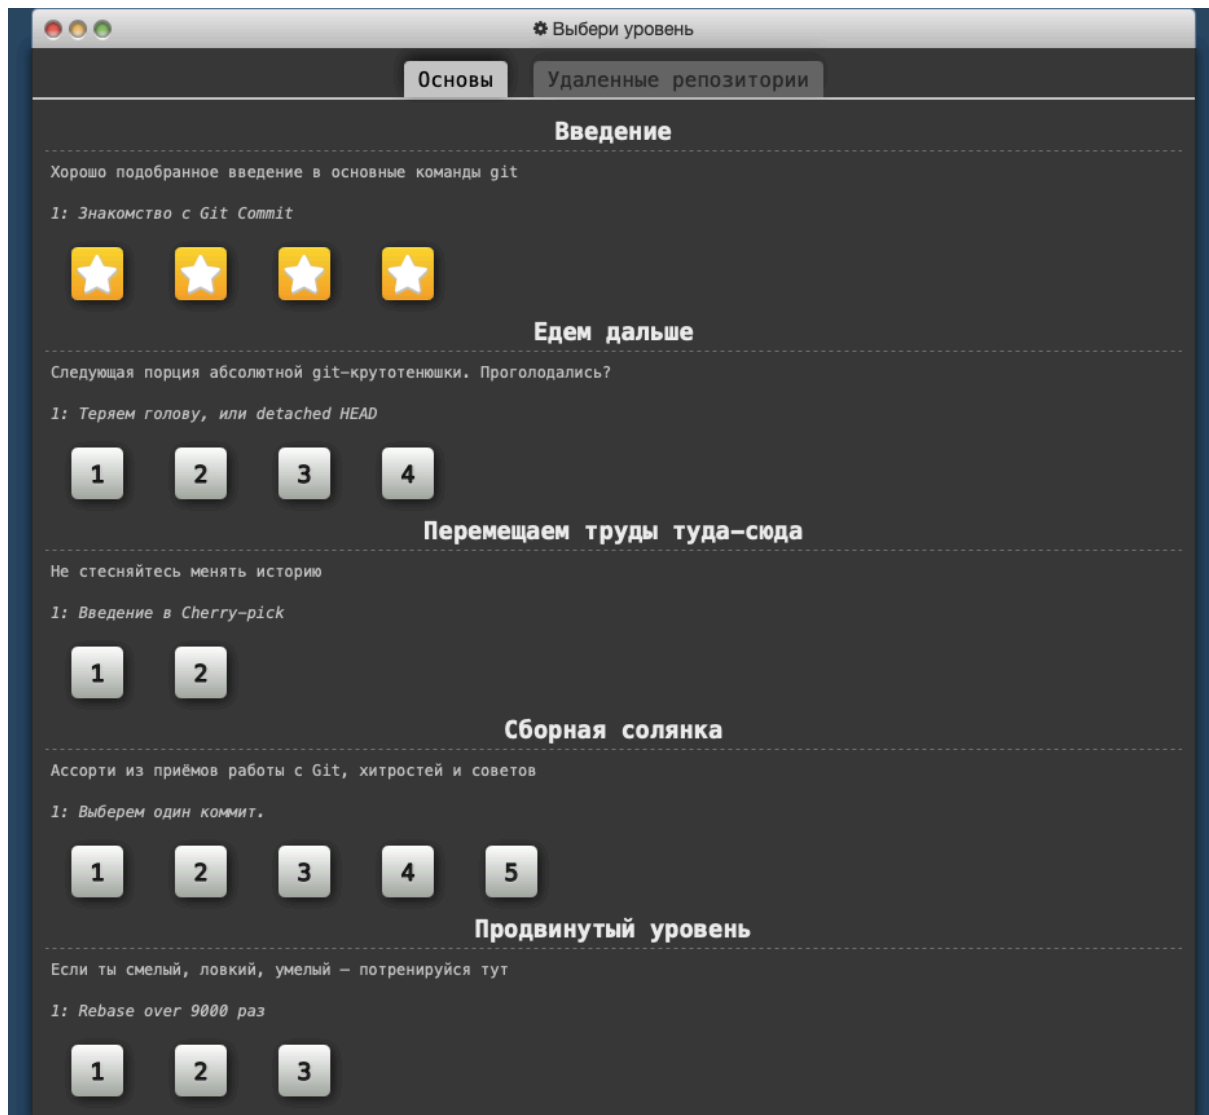 Выбери уровень
Основы
Удаленные репозитории
Введение
Хорошо подобранное введение в основные команды git
1: Знакомство с Git Commit
Едем дальше
Следующая порция абсолютной git-крутотенюшки. Проголодались?
1: Теряем голову, или detached HEAD
1 2 3 4
Перемещаем труды туда-сюда
Не стесняйтесь менять историю
1: Введение в Cherry-pick
1 2
Сборная солянка
Ассорти из приёмов работы с Git, хитростей и советов
1: Выберем один коммит.
1 2 3 4 5
Продвинутый уровень
Если ты смелый, ловкий, умелый — потренируйся тут
1: Rebase over 9000 раз
1 2 3